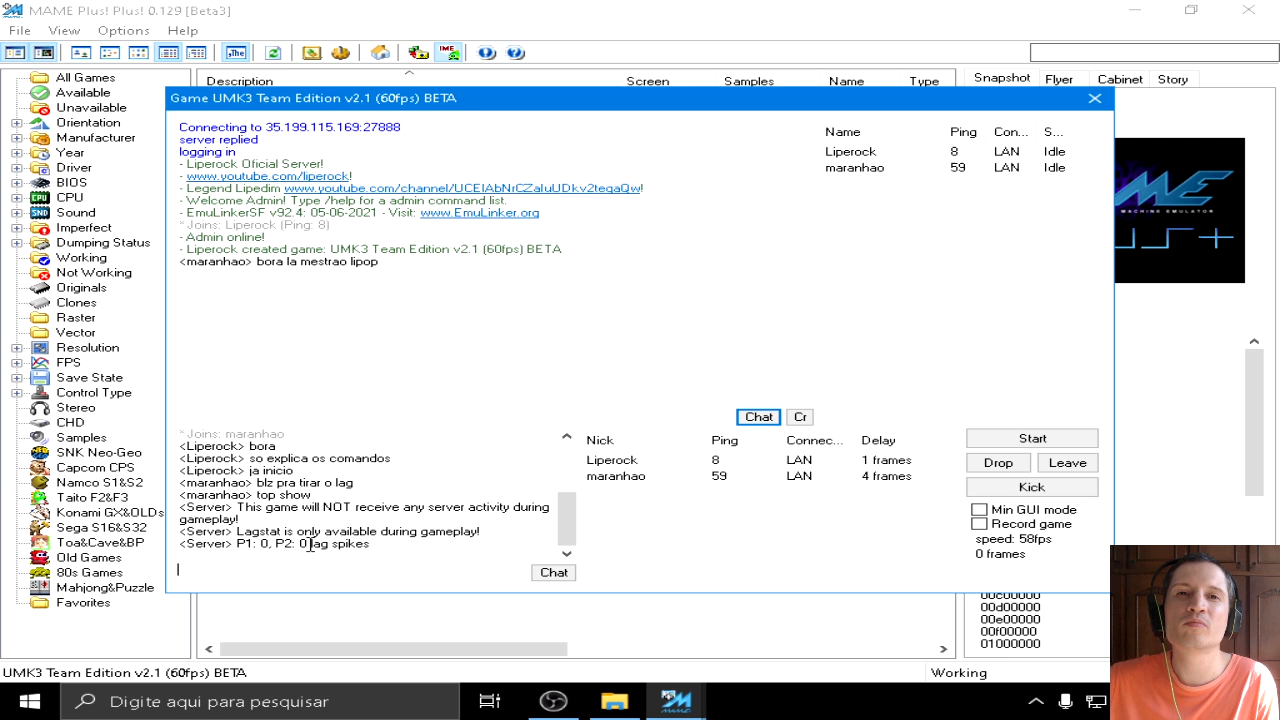 MAME Plus! Plus! 0.129 [Beta3]
File View Options Help
All Games
Available
Unavailable
Orientation
Manufacturer
Year
Driver
BIOS
CPU
Sound
Imperfect
Dumping Status
Working
Not Working
Originals
Clones
Raster
Vector
Resolution
FPS
Save State
Control Type
Stereo
CHD
Samples
SNK Neo-Geo
Capcom CPS
Namco S1&S2
Taito F2&F3
Konami GX&OLDs
Sega S16&S32
Toa&Cave&BP
Old Games
80s Games
Mahjong&Puzzle
Favorites
Description Screen Samples Name Type
Snapshot Flyer Cabinet Story
Game UMK3 Team Edition v2.1 (60fps) BETA
Connecting to 35.199.115.169:27888
server replied
logging in
- Liperock Oficial Server!
- www.youtube.com/liperock!
- Legend Lipedim www.youtube.com/channel/UCEIAbNrCZaluUDkv2teqaQw!
- Welcome Admin! Type /help for a admin command list.
- EmuLinkerSF v92.4: 05-06-2021 - Visit: www.EmuLinker.org
* Joins: Liperock (Ping: 8)
- Admin online!
- Liperock created game: UMK3 Team Edition v2.1 (60fps) BETA
<maranhao> bora la mestrao lipop
Name Ping Con... S...
Liperock 8 LAN Idle
maranhao 59 LAN Idle
Chat Cr
* Joins: maranhao
<Liperock> bora
<Liperock> so explica os comandos
<Liperock> ja inicio
<maranhao> blz pra tirar o lag
<maranhao> top show
<Server> This game will NOT receive any server activity during
gameplay!
<Server> Lagstat is only available during gameplay!
<Server> P1: 0, P2: 0 lag spikes
Chat
Nick Ping Connec... Delay
Liperock 8 LAN 1 frames
maranhao 59 LAN 4 frames
Start
Drop Leave
Kick
Min GUI mode
Record game
speed: 58fps
0 frames
00c00000
00d00000
00e00000
00f00000
01000000
MACHINE EMULATOR
UMK3 Team Edition v2.1 (60fps) BETA
Working
Digite aqui para pesquisar